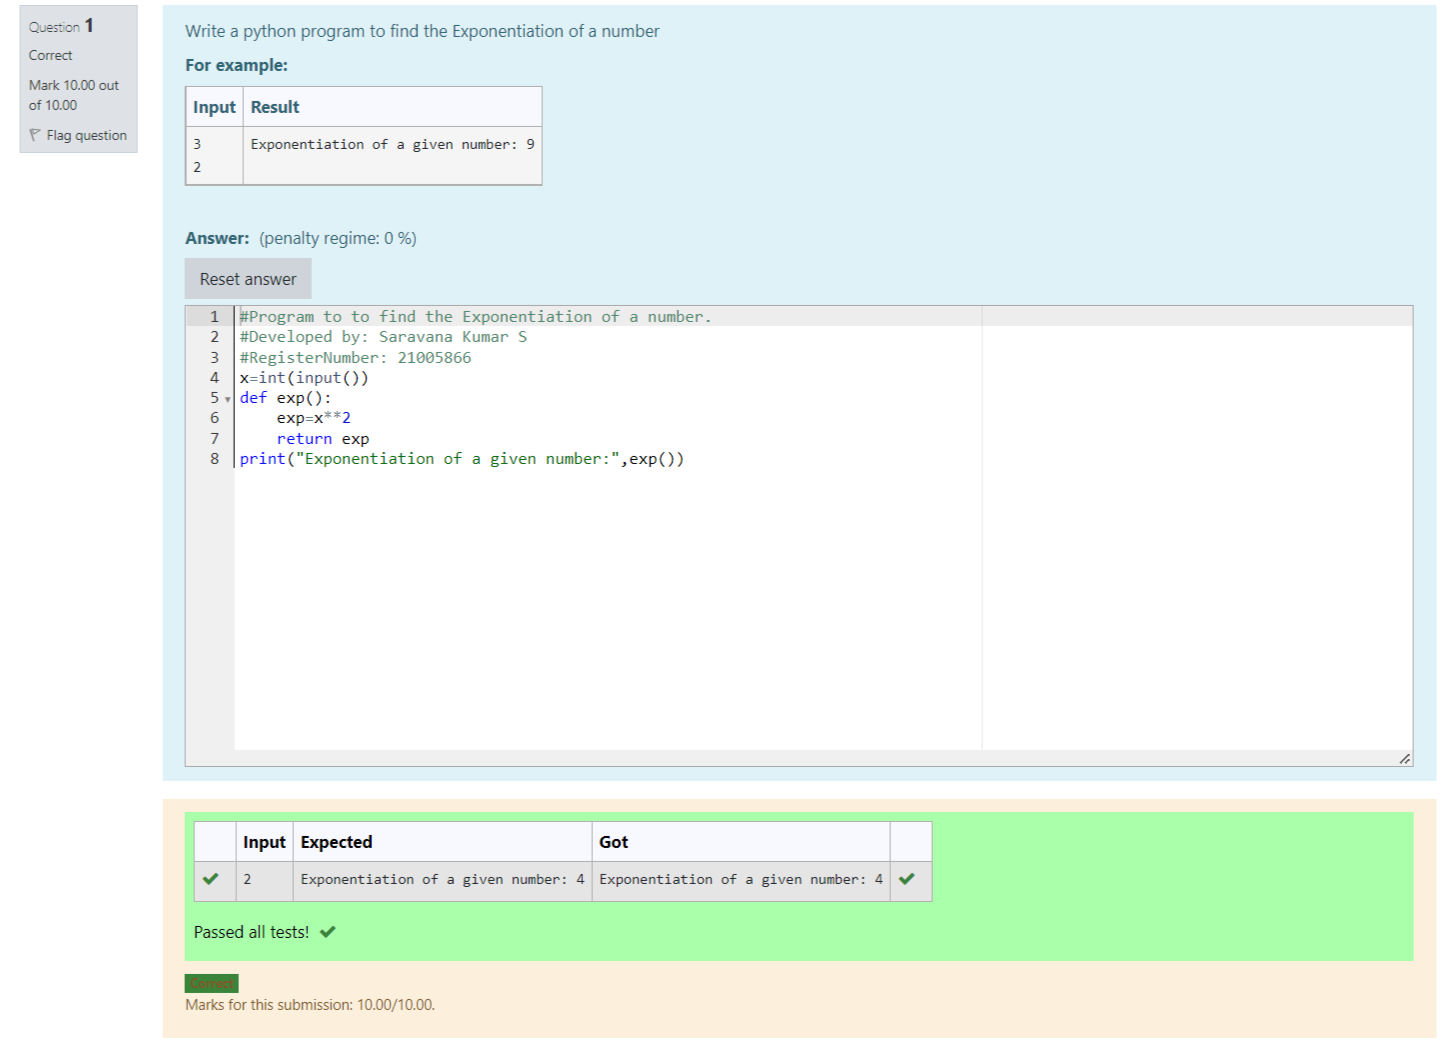 Question 1
Correct
Mark 10.00 out
of 10.00
Flag question
Write a python program to find the Exponentiation of a number
For example:
Input Result
3 Exponentiation of a given number: 9
2
Answer: (penalty regime: 0 %)
Reset answer
1 #Program to to find the Exponentiation of a number.
2 #Developed by: Saravana Kumar S
3 #RegisterNumber: 21005866
4 x=int(input())
5 def exp():
6     exp=x**2
7     return exp
8 print("Exponentiation of a given number:",exp())
Input Expected Got
2 Exponentiation of a given number: 4 Exponentiation of a given number: 4
Passed all tests!
Correct
Marks for this submission: 10.00/10.00.